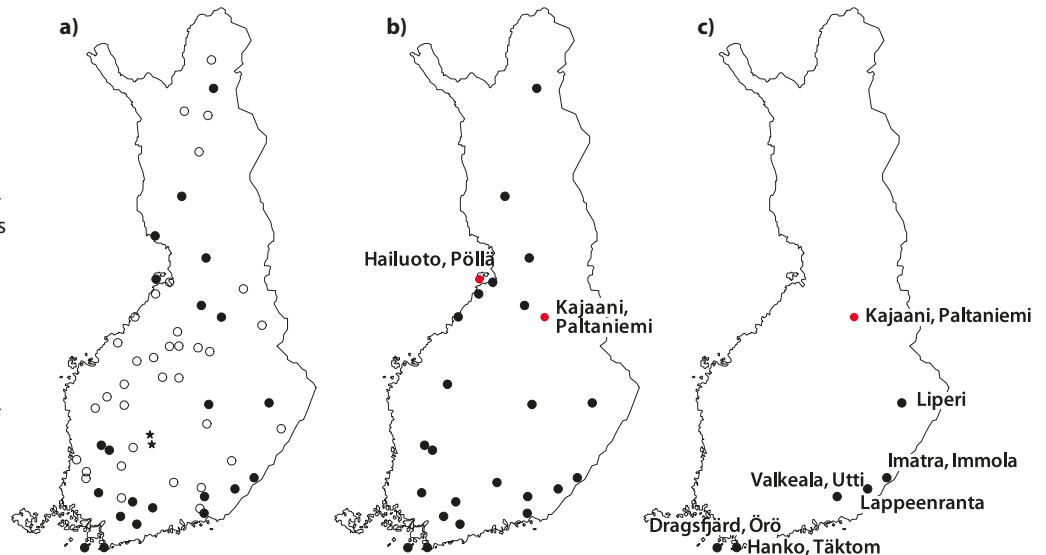 a)
b)
c)
s
Hailuoto, Pöllä
Kajaani,
Paltaniemi
Kajaani, Paltaniemi
Liperi
Imatra, Immola
Valkeala, Utti
Lappeenranta
Dragsfjärd, Örö
Hanko, Täktom